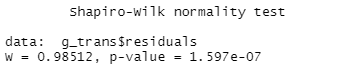 Shapiro-Wilk normality test
data:  g_trans$residuals
W = 0.98512, p-value = 1.597e-07